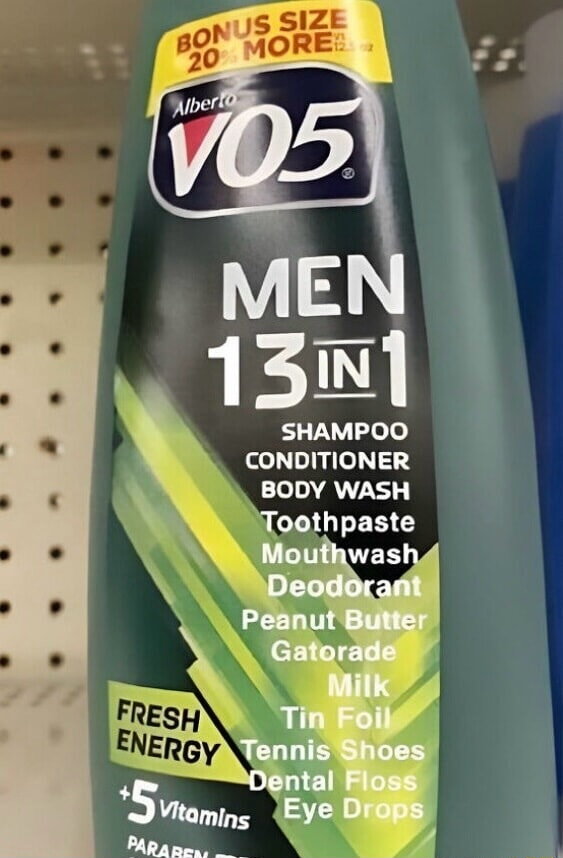 BONUS SIZE
20% MORE
Alberto
VO5
MEN
13 IN 1
SHAMPOO
CONDITIONER
BODY WASH
Toothpaste
Mouthwash
Deodorant
Peanut Butter
Gatorade
Milk
Tin Foil
Tennis Shoes
Dental Floss
Eye Drops
FRESH
ENERGY
+5 Vitamins
PARABEN